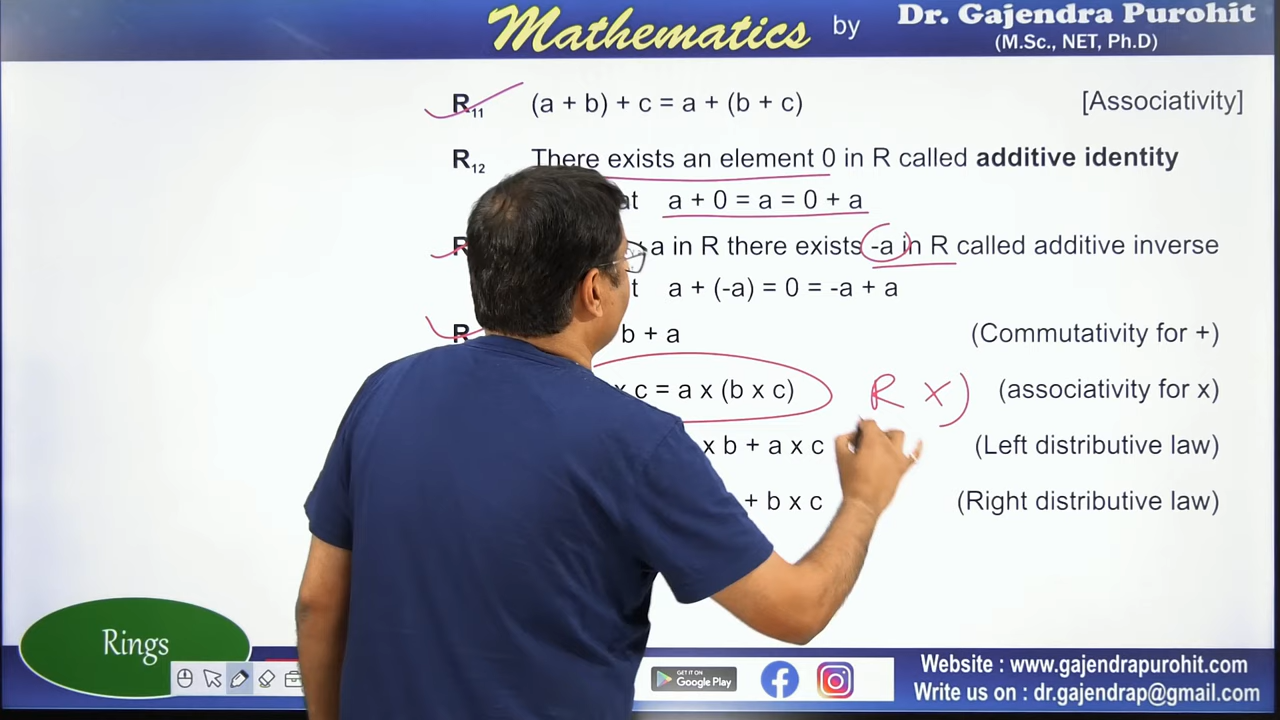 Mathematics by Dr. Gajendra Purohit
(M.Sc., NET, Ph.D)
R11 (a + b) + c = a + (b + c) [Associativity]
R12 There exists an element 0 in R called additive identity
at a + 0 = a = 0 + a
a in R there exists -a in R called additive inverse
t a + (-a) = 0 = -a + a
R b + a (Commutativity for +)
x c = a x (b x c) R x) (associativity for x)
x b + a x c (Left distributive law)
+ b x c (Right distributive law)
Rings
GET IT ON
Google Play
Website : www.gajendrapurohit.com
Write us on : dr.gajendrap@gmail.com